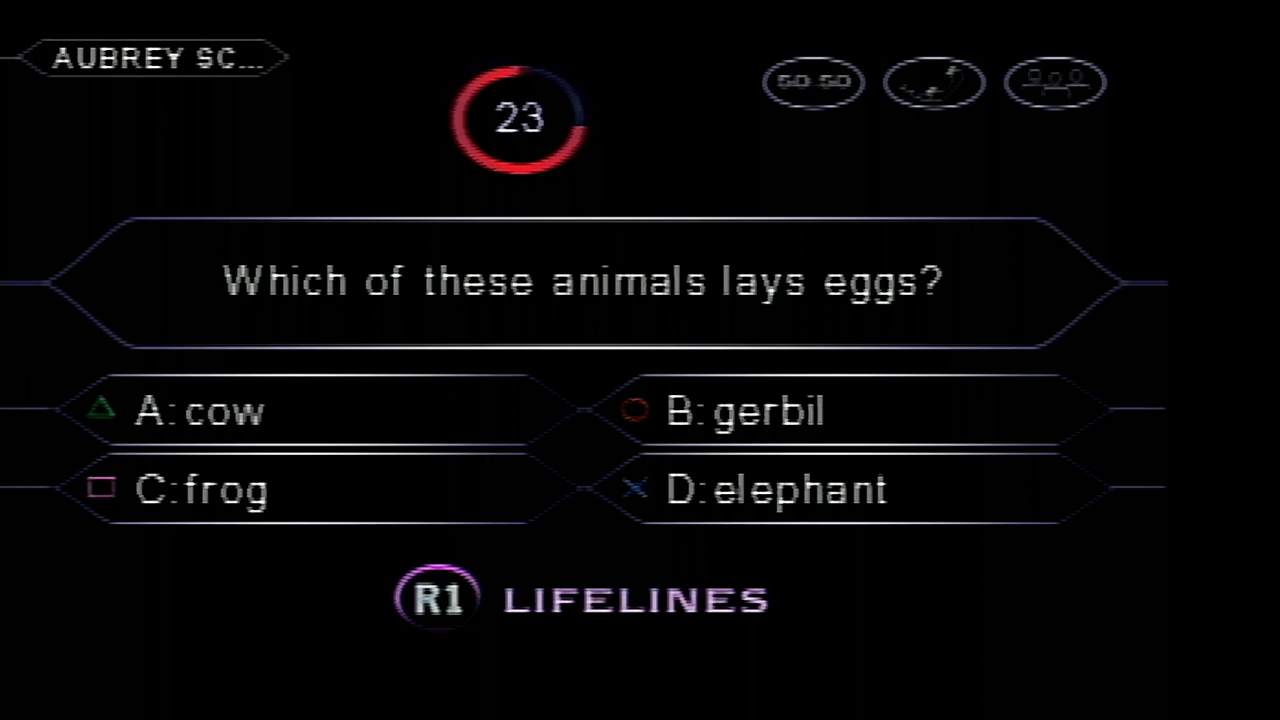 AUBREY SC...
50 50
23
Which of these animals lays eggs?
A: cow
B: gerbil
C: frog
D: elephant
R1 LIFELINES